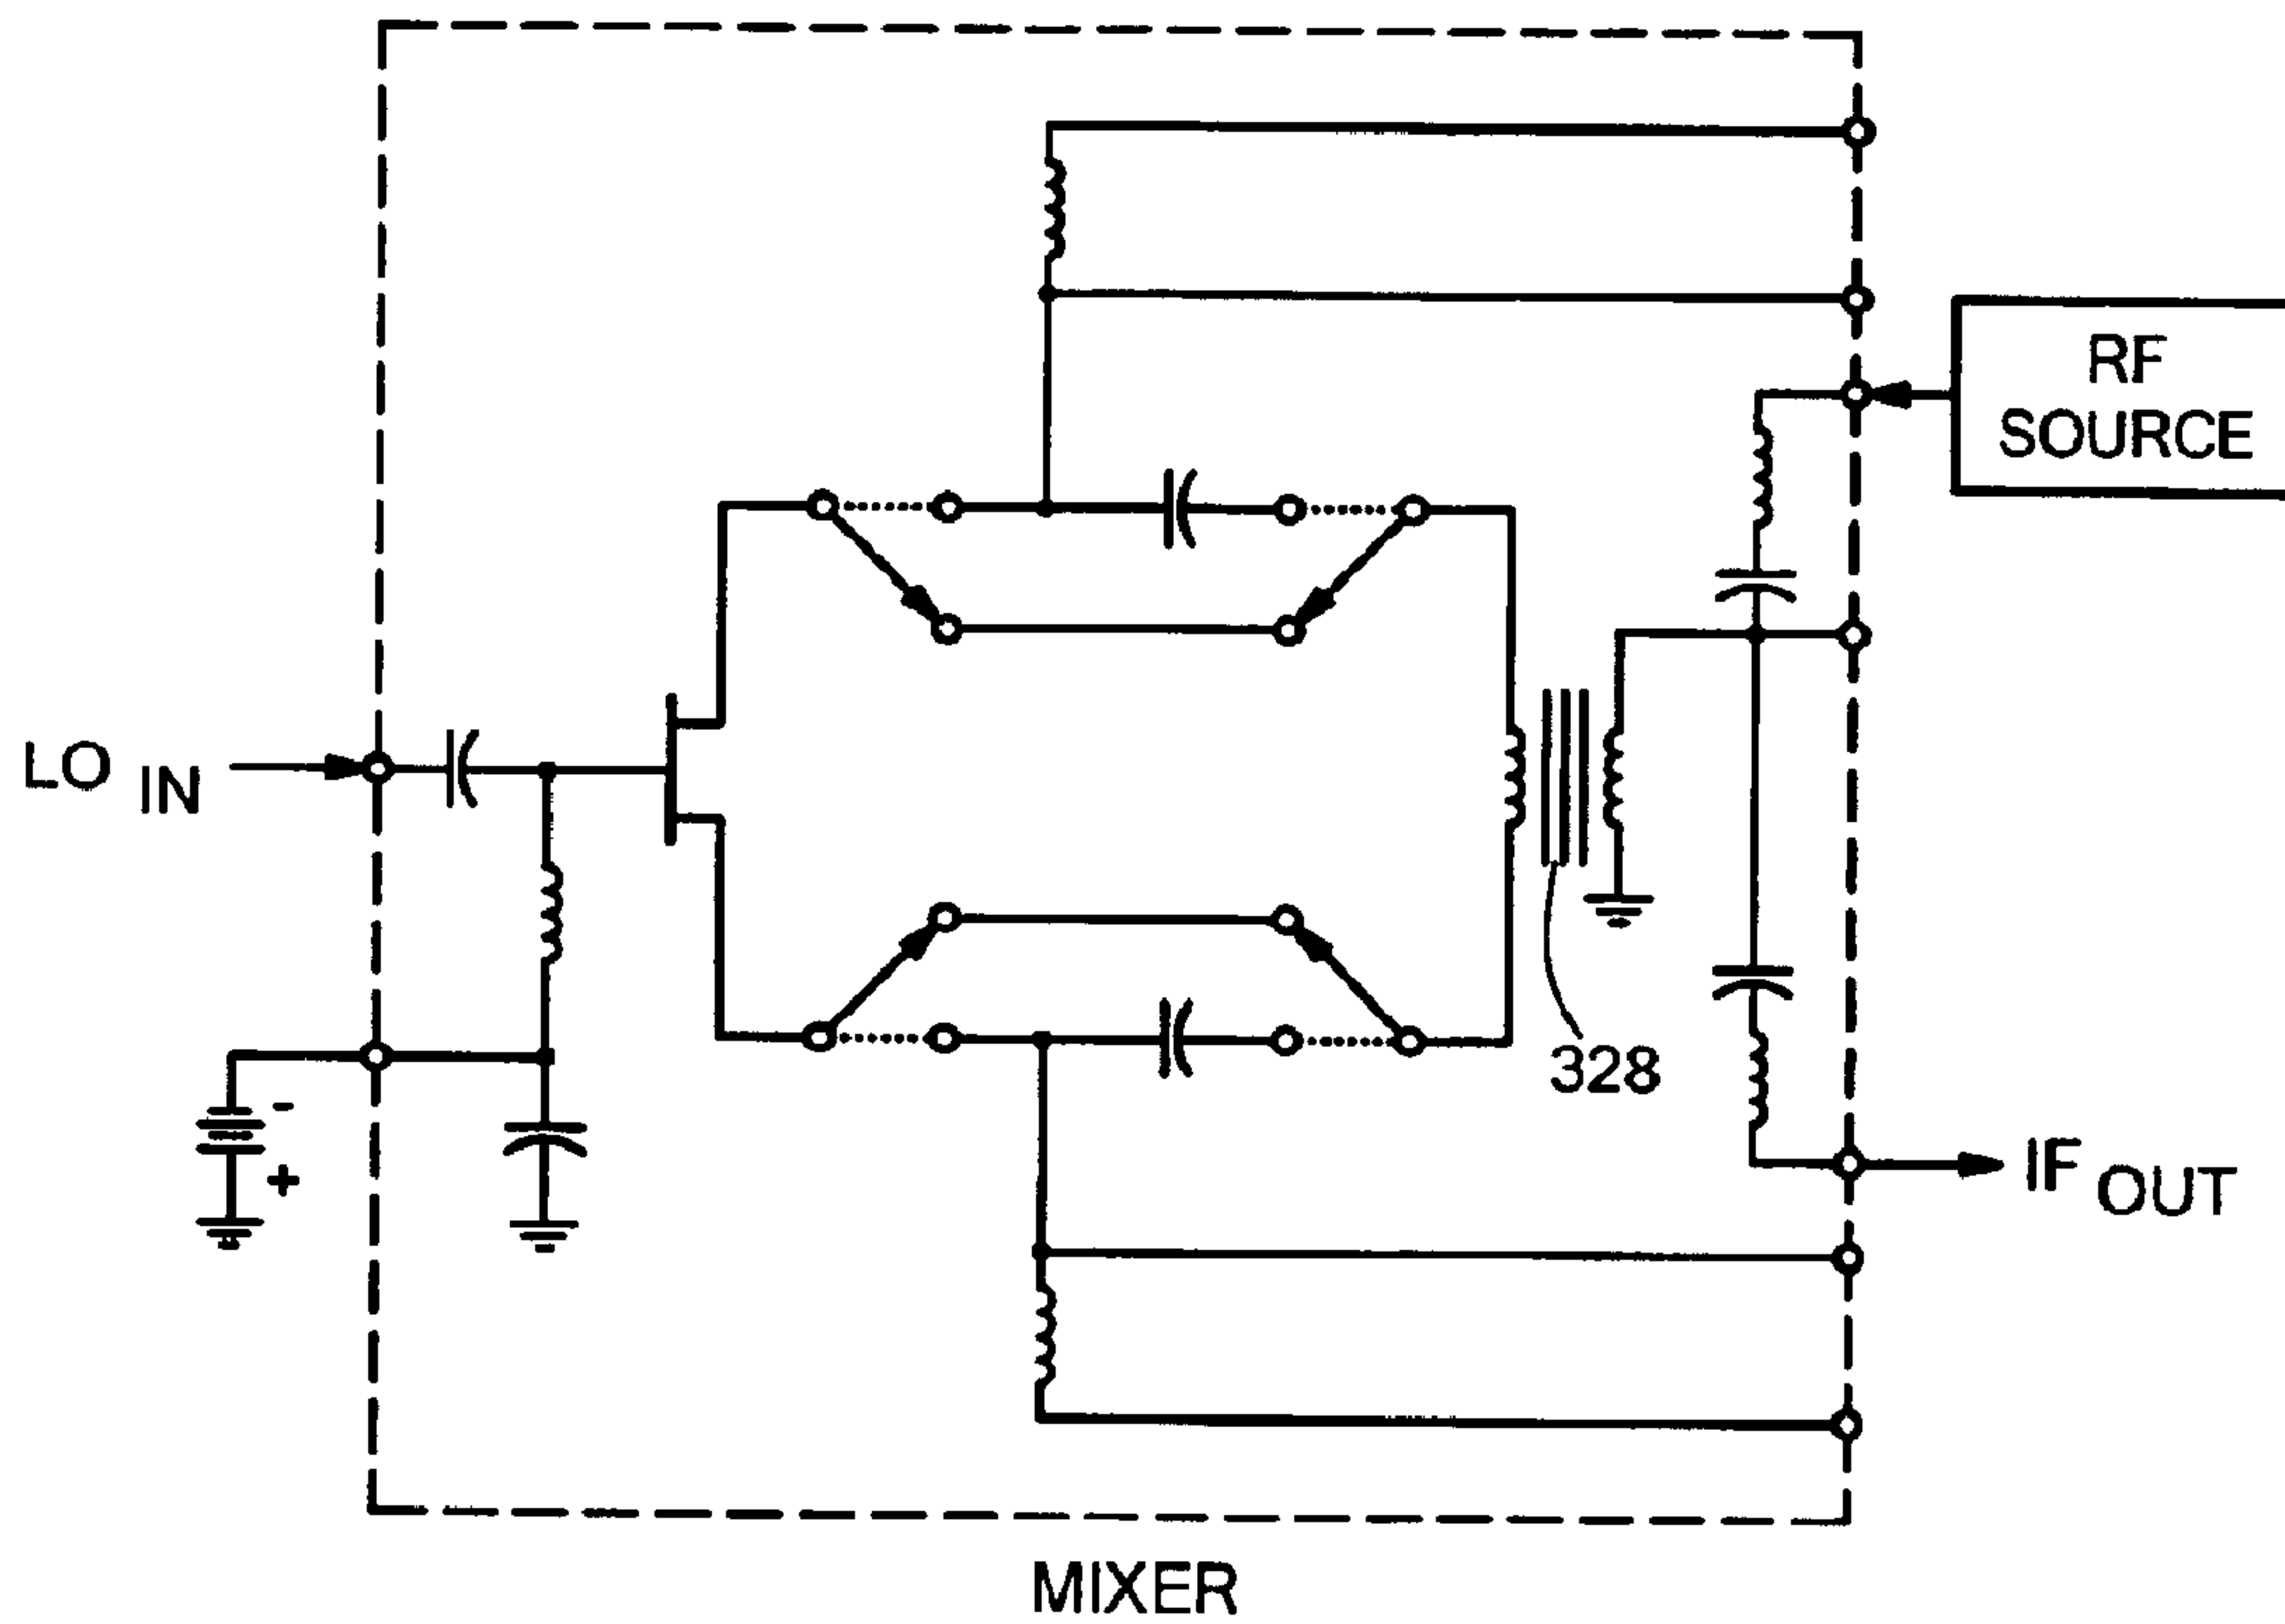 RF
SOURCE
LO IN
-
+
328
IF OUT
MIXER